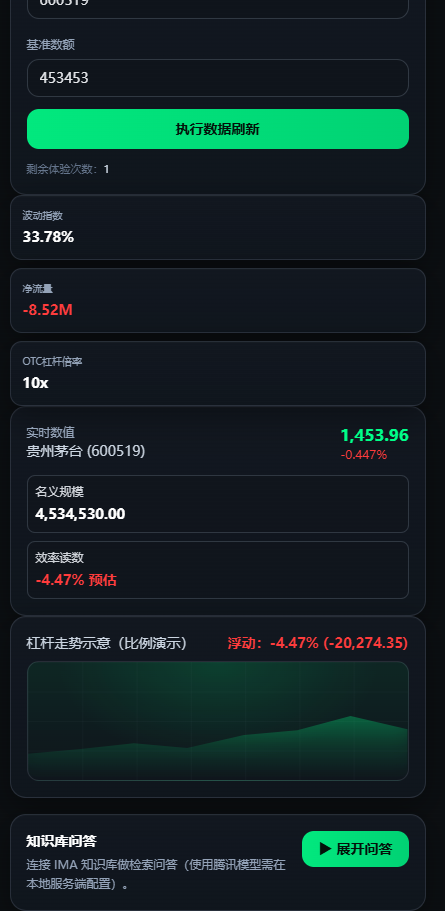 600519
基准数额
453453
执行数据刷新
剩余体验次数：1
波动指数
33.78%
净流量
-8.52M
OTC杠杆倍率
10x
实时数值
1,453.96
贵州茅台 (600519)
-0.447%
名义规模
4,534,530.00
效率读数
-4.47% 预估
杠杆走势示意（比例演示）
浮动：-4.47% (-20,274.35)
知识库问答
▶ 展开问答
连接 IMA 知识库做检索问答（使用腾讯模型需在
本地服务端配置）。